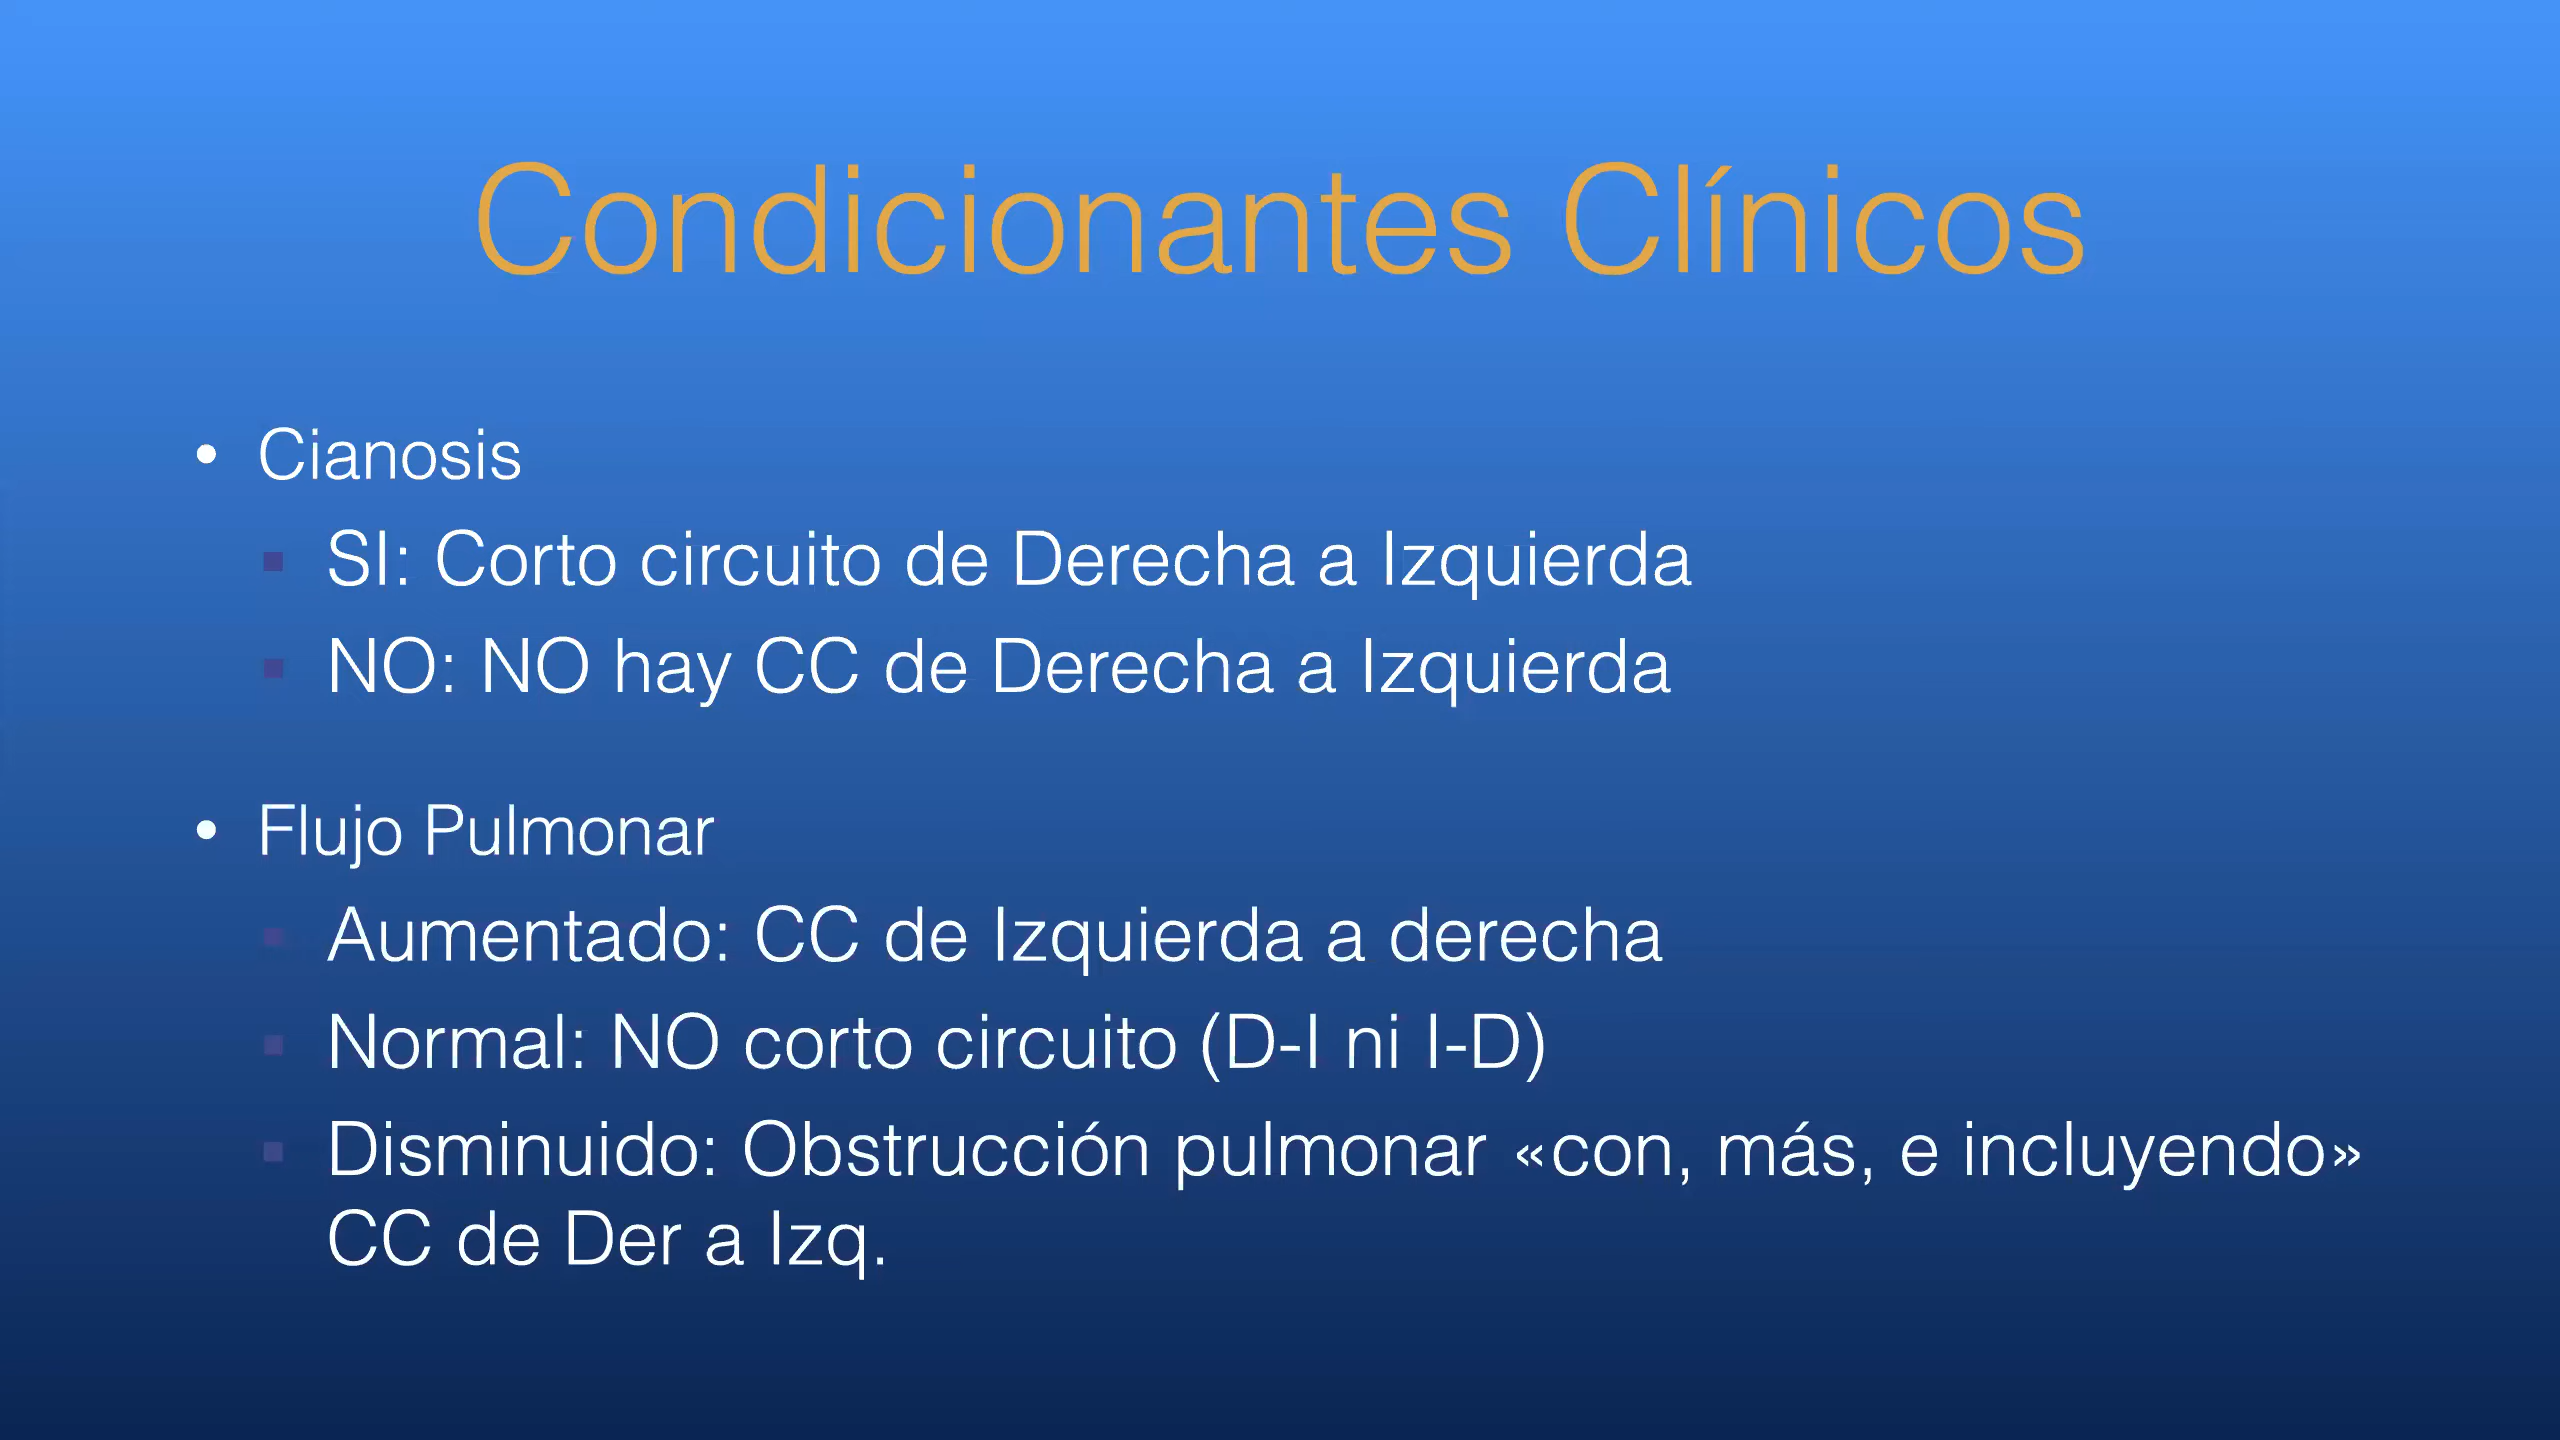 Condicionantes Clínicos
• Cianosis
▪ SI: Corto circuito de Derecha a Izquierda
▪ NO: NO hay CC de Derecha a Izquierda
• Flujo Pulmonar
▪ Aumentado: CC de Izquierda a derecha
▪ Normal: NO corto circuito (D-I ni I-D)
▪ Disminuido: Obstrucción pulmonar «con, más, e incluyendo»
CC de Der a Izq.